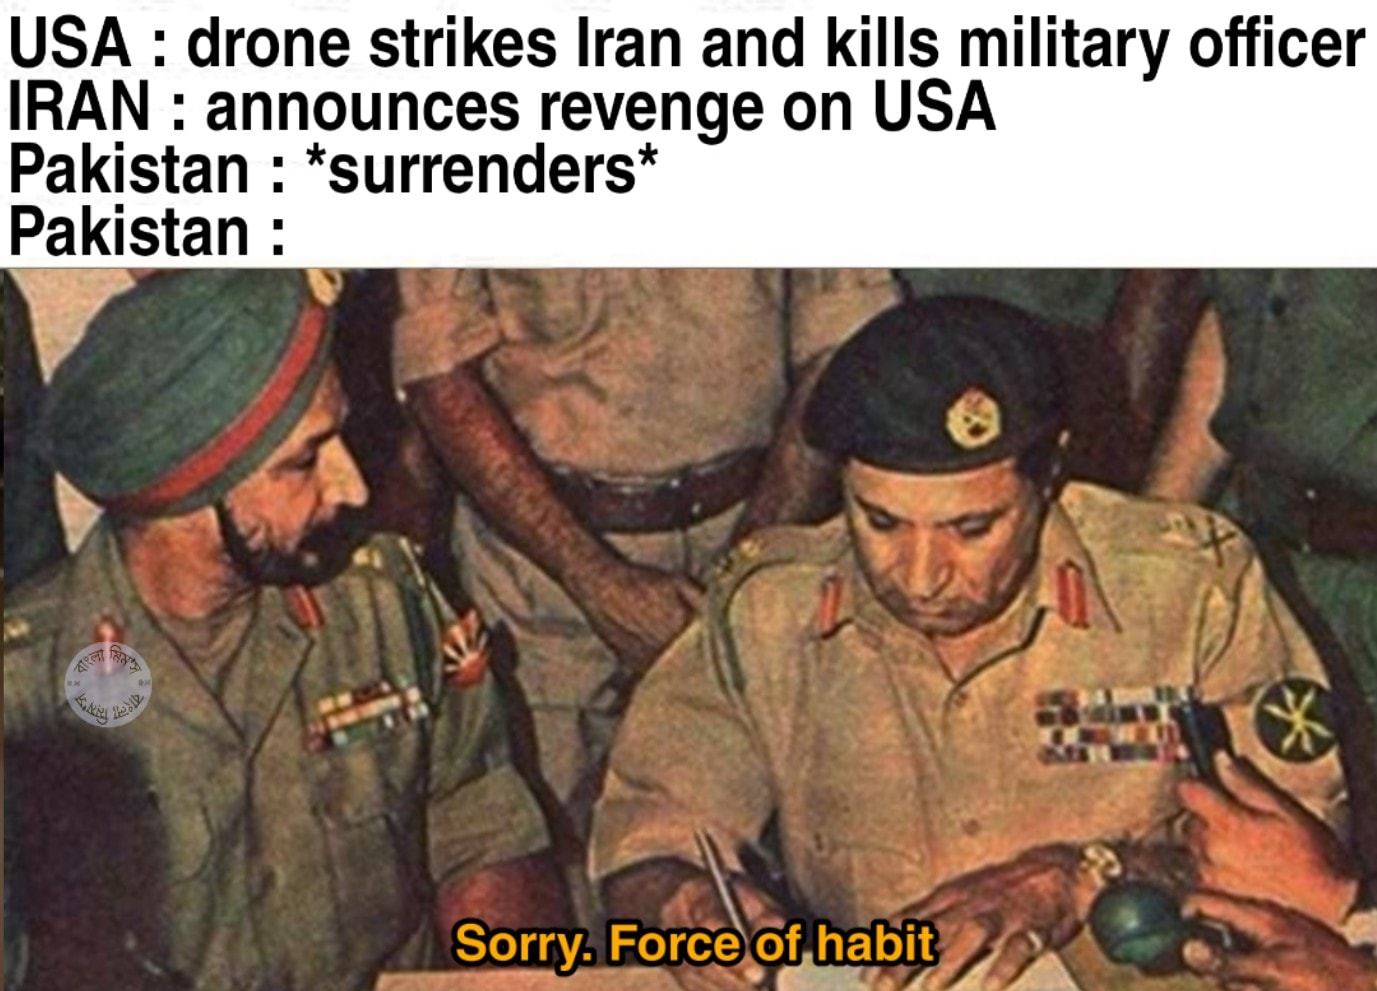 USA : drone strikes Iran and kills military officer
IRAN : announces revenge on USA
Pakistan : *surrenders*
Pakistan :
বাংলা মিমস
Sorry. Force of habit